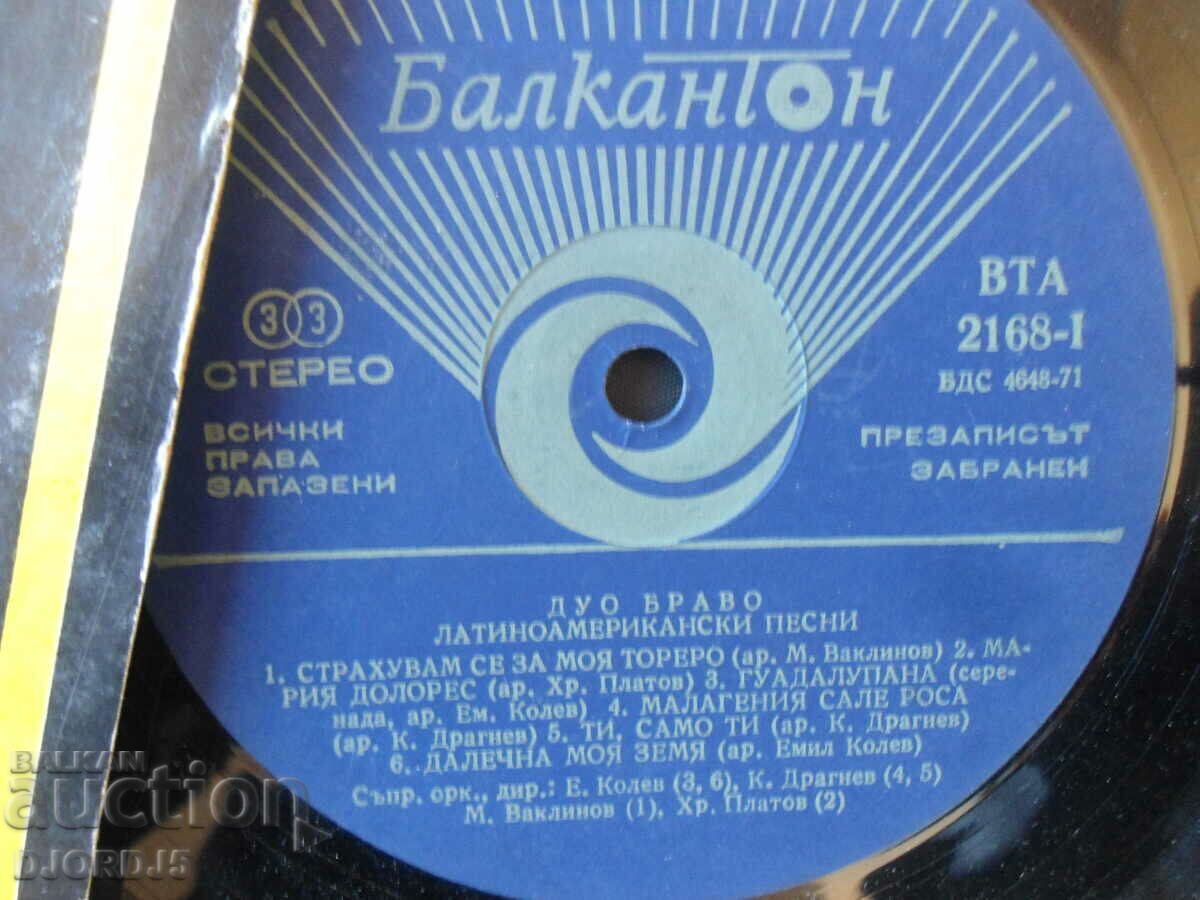 Балкантон
ВТА
2168-I
БДС 4648-71
33
СТЕРЕО
ВСИЧКИ
ПРАВА
ЗАПАЗЕНИ
ПРЕЗАПИСЪТ
ЗАБРАНЕН
ДУО БРАВО
ЛАТИНОАМЕРИКАНСКИ ПЕСНИ
1. СТРАХУВАМ СЕ ЗА МОЯ ТОРЕРО (ар. М. Ваклинов) 2. МА-
РИЯ ДОЛОРЕС (ар. Хр. Платов) 3. ГУАДАЛУПАНА (сере-
нада, ар. Ем. Колев) 4. МАЛАГЕНИЯ САЛЕ РОСА
(ар. К. Драгнев) 5. ТИ, САМО ТИ (ар. К. Драгнев)
6. ДАЛЕЧНА МОЯ ЗЕМЯ (ар. Емил Колев)
Съпр. орк., дир.: Е. Колев (3, 6), К. Драгнев (4, 5)
М. Ваклинов (1), Хр. Платов (2)
BALKAN
auction
DJORDJ5